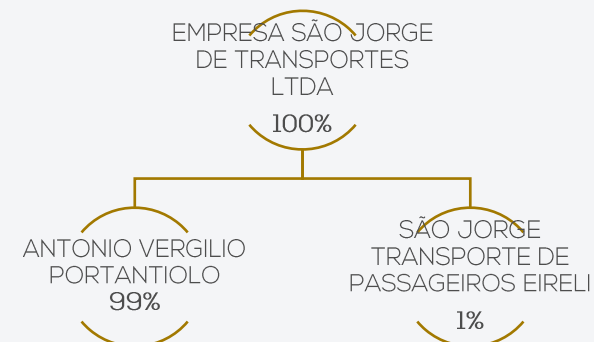 EMPRESA SÃO JORGE
DE TRANSPORTES
LTDA
100%
ANTONIO VERGILIO
PORTANTIOLO
99%
SÃO JORGE
TRANSPORTE DE
PASSAGEIROS EIRELI
1%